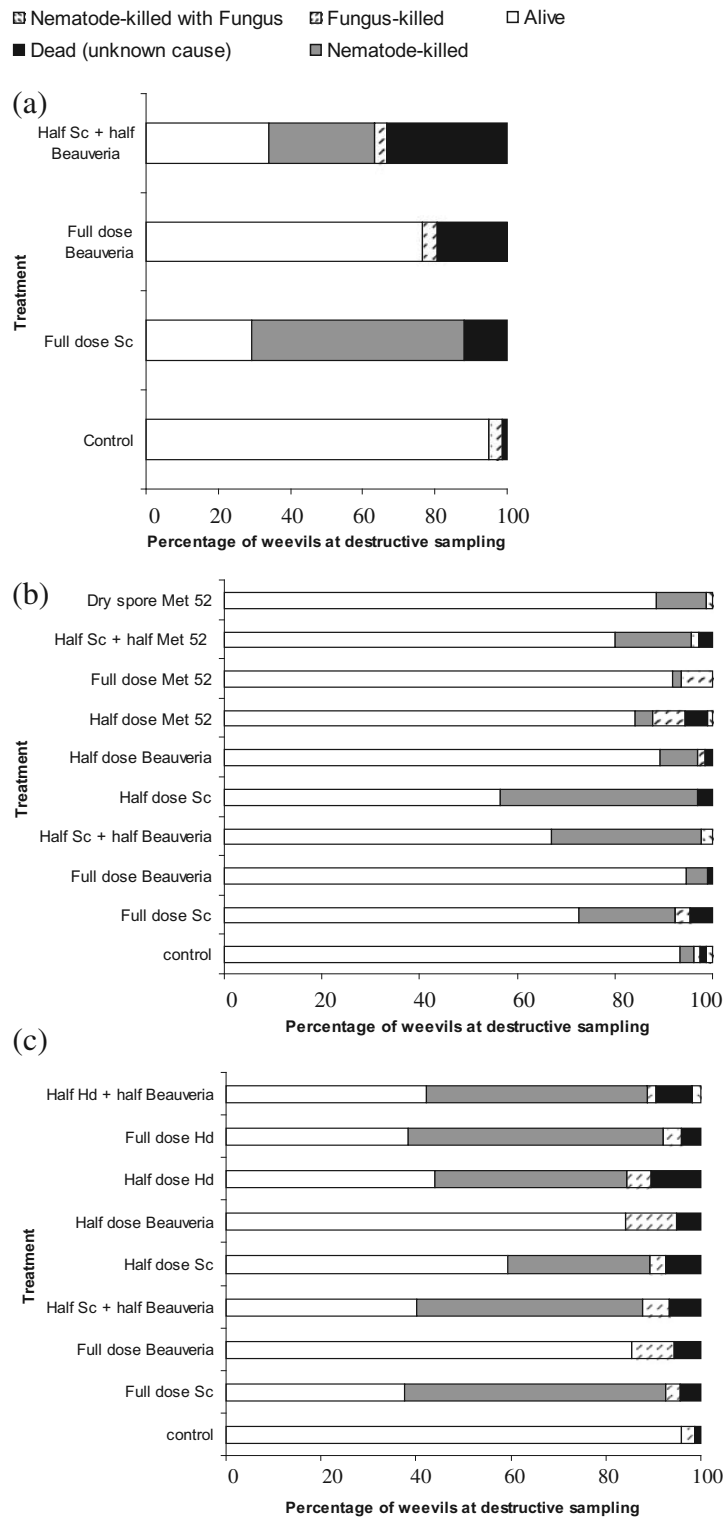 Nematode-killed with Fungus Fungus-killed Alive
Dead (unknown cause) Nematode-killed
(a)
Half Sc + half
Beauveria
Full dose
Beauveria
Full dose Sc
Control
Treatment
0 20 40 60 80 100
Percentage of weevils at destructive sampling
(b)
Dry spore Met 52
Half Sc + half Met 52
Full dose Met 52
Half dose Met 52
Half dose Beauveria
Half dose Sc
Half Sc + half Beauveria
Full dose Beauveria
Full dose Sc
control
Treatment
0 20 40 60 80 100
Percentage of weevils at destructive sampling
(c)
Half Hd + half Beauveria
Full dose Hd
Half dose Hd
Half dose Beauveria
Half dose Sc
Half Sc + half Beauveria
Full dose Beauveria
Full dose Sc
control
Treatment
0 20 40 60 80 100
Percentage of weevils at destructive sampling